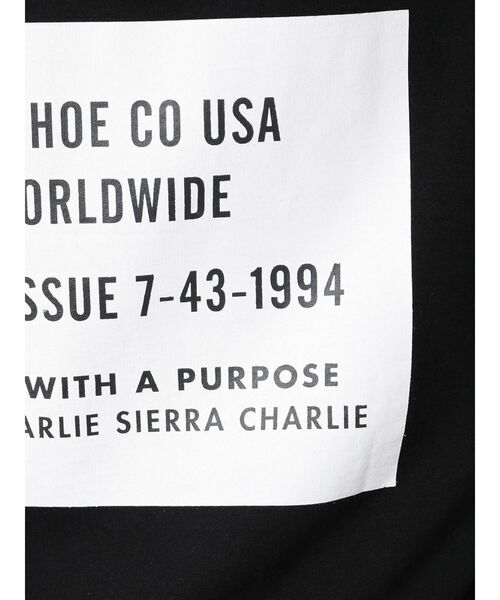 HOE CO USA
ORLDWIDE
SSUE 7-43-1994
WITH A PURPOSE
ARLIE SIERRA CHARLIE